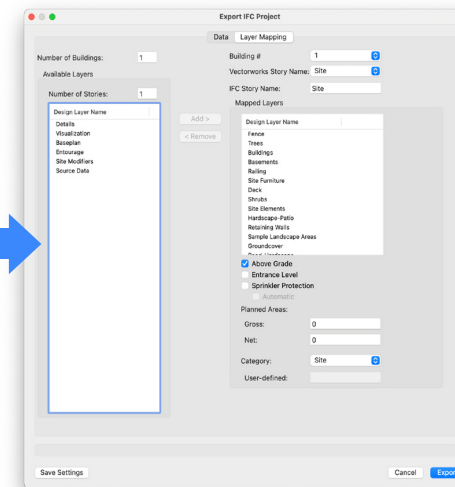 Export IFC Project
Data
Layer Mapping
Number of Buildings: 1
Available Layers
Number of Stories: 1
Design Layer Name
Details
Visualization
Baseplan
Entourage
Site Modifiers
Source Data
Add >
< Remove
Building # 1
Vectorworks Story Name: Site
IFC Story Name: Site
Mapped Layers
Design Layer Name
Fence
Trees
Buildings
Basements
Railing
Site Furniture
Deck
Shrubs
Site Elements
Hardscape-Patio
Retaining Walls
Sample Landscape Areas
Groundcover
Above Grade
Entrance Level
Sprinkler Protection
Automatic
Planned Areas:
Gross: 0
Net: 0
Category: Site
User-defined:
Save Settings
Cancel
Export